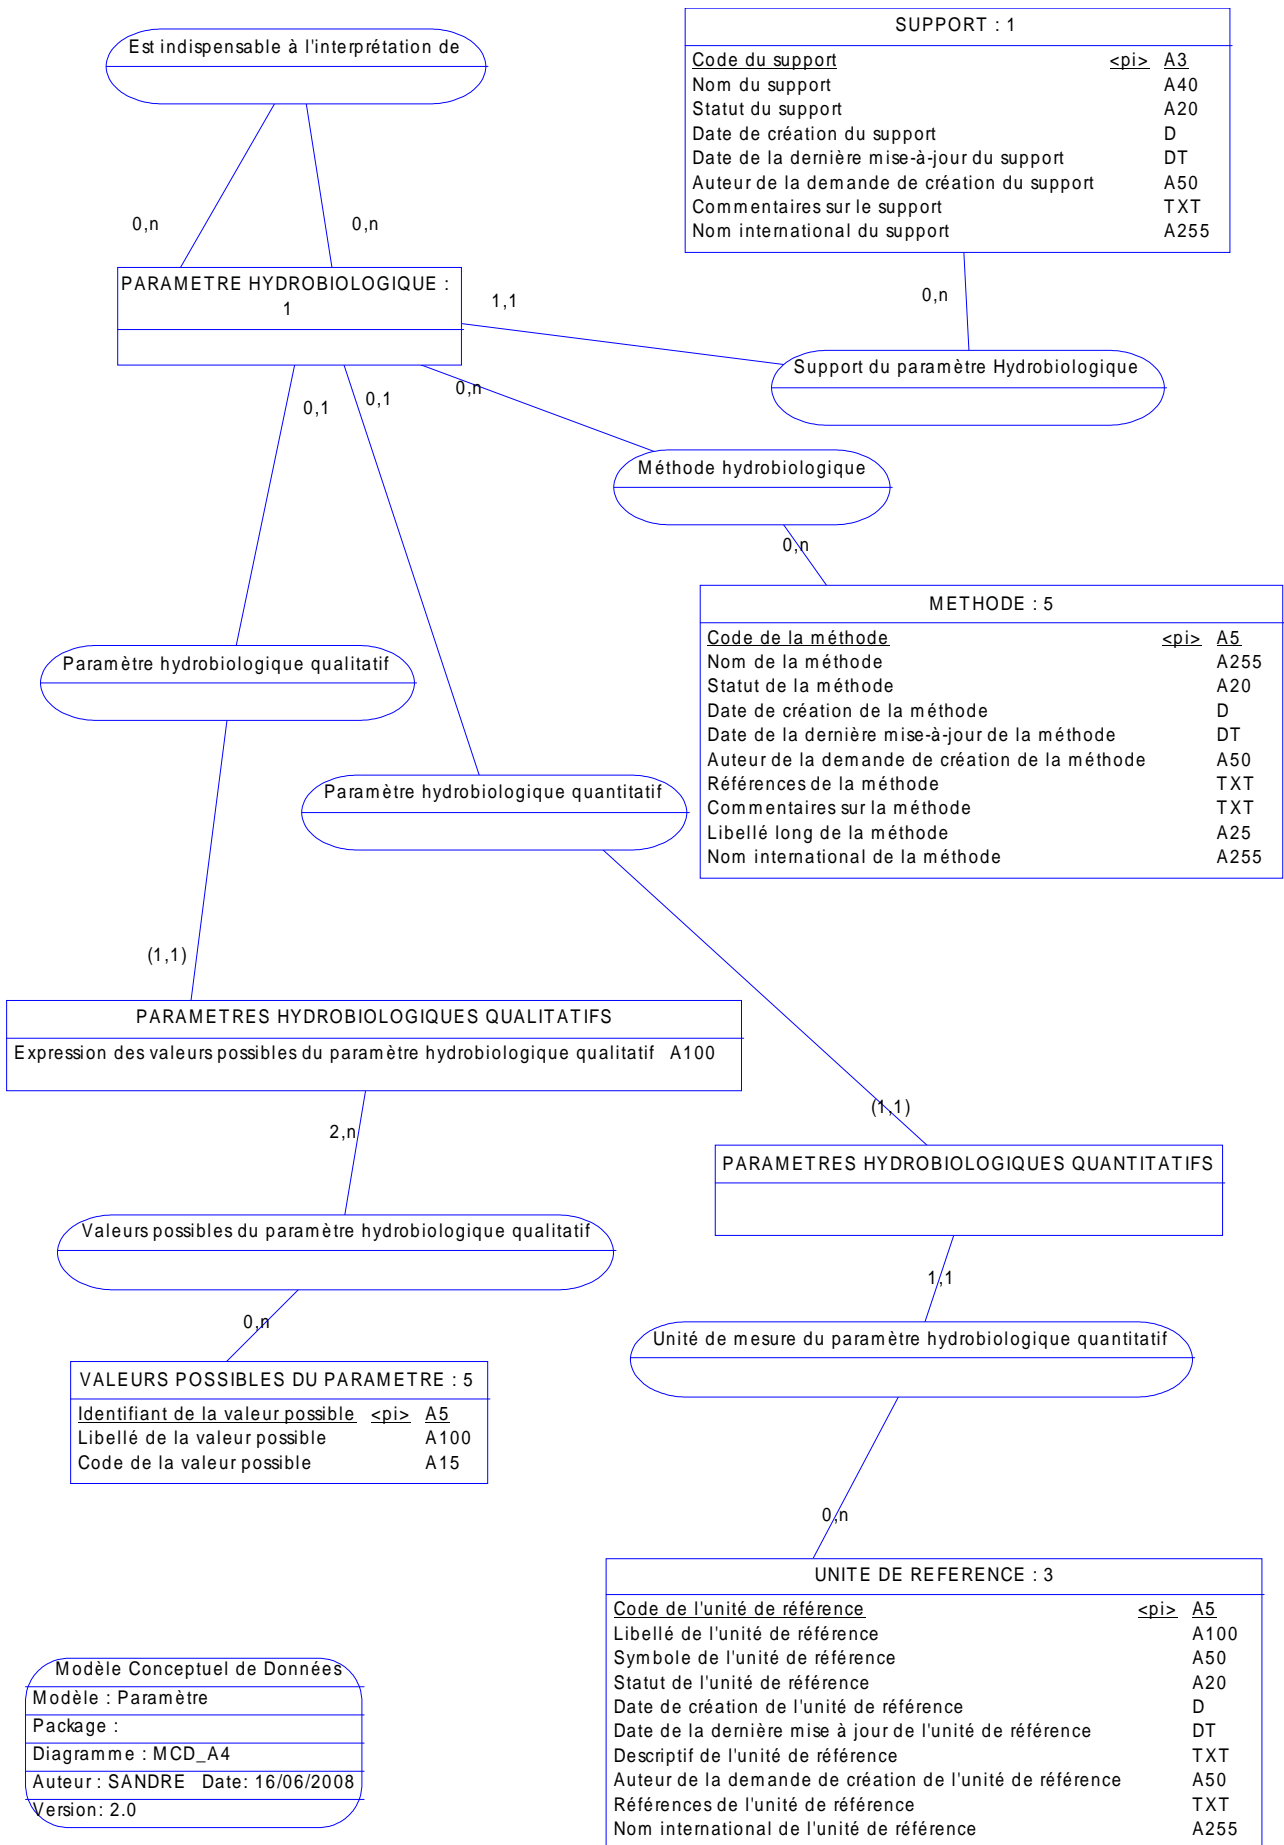 Est indispensable à l'interprétation de
0,n
0,n
SUPPORT : 1
Code du support <pi> A3
Nom du support A40
Statut du support A20
Date de création du support D
Date de la dernière mise-à-jour du support DT
Auteur de la demande de création du support A50
Commentaires sur le support TXT
Nom international du support A255
PARAMETRE HYDROBIOLOGIQUE :
1
1,1
0,n
Support du paramètre Hydrobiologique
0,1
0,1
0,n
Méthode hydrobiologique
0,n
METHODE : 5
Code de la méthode <pi> A5
Nom de la méthode A255
Statut de la méthode A20
Date de création de la méthode D
Date de la dernière mise-à-jour de la méthode DT
Auteur de la demande de création de la méthode A50
Références de la méthode TXT
Commentaires sur la méthode TXT
Libellé long de la méthode A25
Nom international de la méthode A255
Paramètre hydrobiologique qualitatif
Paramètre hydrobiologique quantitatif
(1,1)
PARAMETRES HYDROBIOLOGIQUES QUALITATIFS
Expression des valeurs possibles du paramètre hydrobiologique qualitatif A100
2,n
(1,1)
PARAMETRES HYDROBIOLOGIQUES QUANTITATIFS
Valeurs possibles du paramètre hydrobiologique qualitatif
0,n
1,1
Unité de mesure du paramètre hydrobiologique quantitatif
VALEURS POSSIBLES DU PARAMETRE : 5
Identifiant de la valeur possible <pi> A5
Libellé de la valeur possible A100
Code de la valeur possible A15
0,n
UNITE DE REFERENCE : 3
Code de l'unité de référence <pi> A5
Libellé de l'unité de référence A100
Symbole de l'unité de référence A50
Statut de l'unité de référence A20
Date de création de l'unité de référence D
Date de la dernière mise à jour de l'unité de référence DT
Descriptif de l'unité de référence TXT
Auteur de la demande de création de l'unité de référence A50
Références de l'unité de référence TXT
Nom international de l'unité de référence A255
Modèle Conceptuel de Données
Modèle : Paramètre
Package :
Diagramme : MCD_A4
Auteur : SANDRE Date: 16/06/2008
Version: 2.0